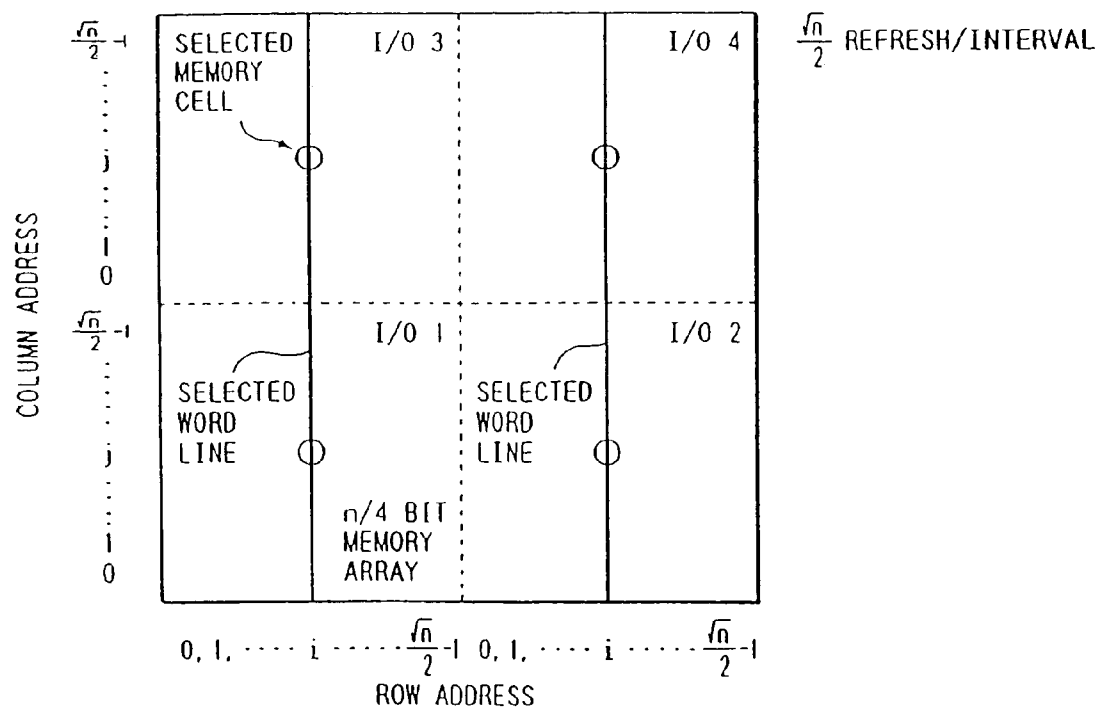 √n/2 -1
SELECTED
MEMORY
CELL
I/O 3
I/O 4
√n/2 REFRESH/INTERVAL
j
1
0
COLUMN ADDRESS
√n/2 -1
I/O 1
I/O 2
SELECTED
WORD
LINE
SELECTED
WORD
LINE
j
n/4 BIT
MEMORY
ARRAY
1
0
0, 1, ···· i ······ √n/2 -1 0, 1, ···· i ······ √n/2 -1
ROW ADDRESS